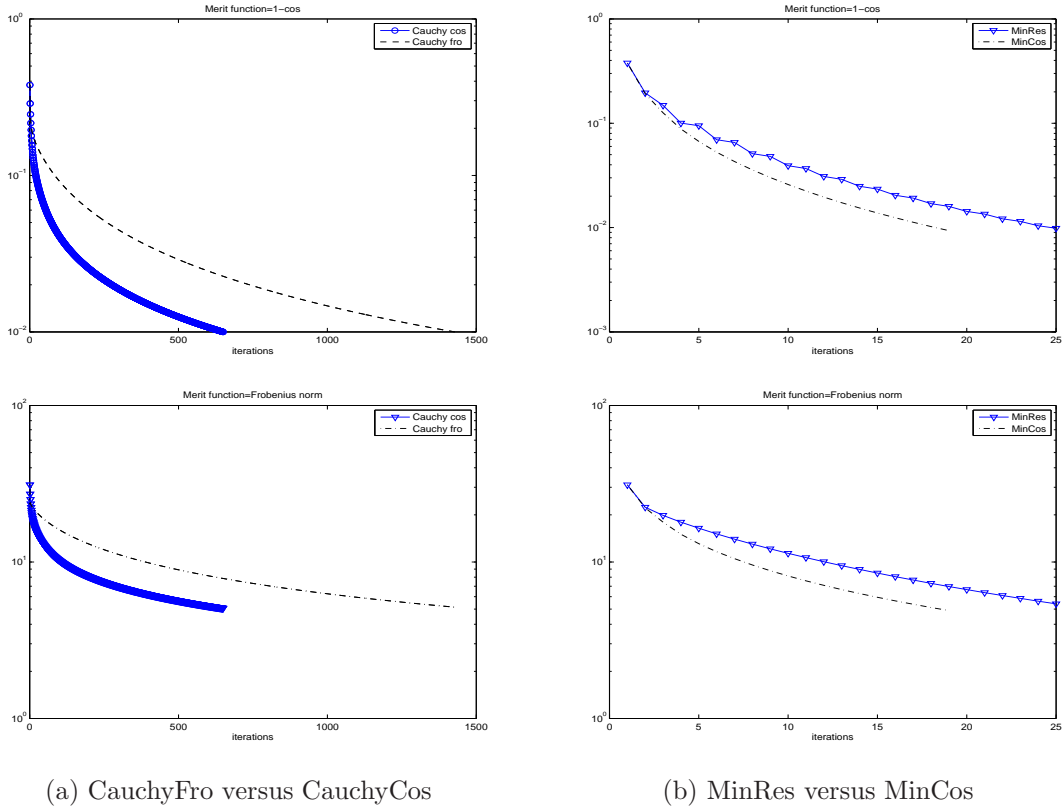 Merit function=1−cos
10^0
10^-1
10^-2
Cauchy cos
Cauchy fro
0 500 1000 1500
iterations
Merit function=1−cos
10^0
10^-1
10^-2
10^-3
MinRes
MinCos
0 5 10 15 20 25
iterations
Merit function=Frobenius norm
10^2
10^1
10^0
Cauchy cos
Cauchy fro
0 500 1000 1500
iterations
Merit function=Frobenius norm
10^2
10^1
10^0
MinRes
MinCos
0 5 10 15 20 25
iterations
(a) CauchyFro versus CauchyCos
(b) MinRes versus MinCos